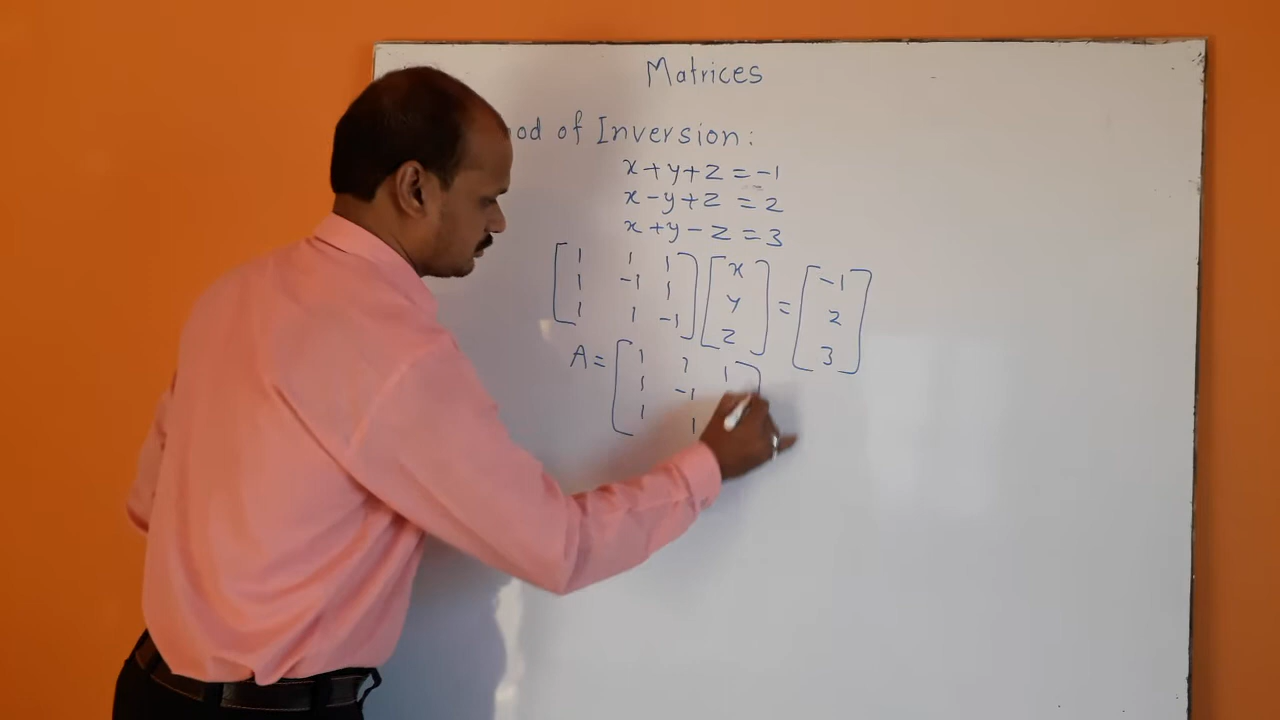 Matrices
of Inversion:
x+y+z=-1
x-y+z=2
x+y-z=3
[1 1 1 [x [-1
1 -1 1 y = 2
1 1 -1] z] 3]
A=[1 1 1
1 -1
1 1